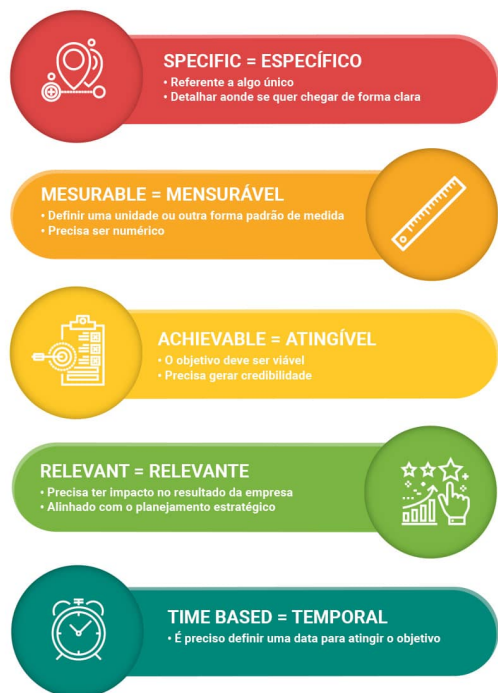 SPECIFIC = ESPECÍFICO
• Referente a algo único
• Detalhar aonde se quer chegar de forma clara
MESURABLE = MENSURÁVEL
• Definir uma unidade ou outra forma padrão de medida
• Precisa ser numérico
ACHIEVABLE = ATINGÍVEL
• O objetivo deve ser viável
• Precisa gerar credibilidade
RELEVANT = RELEVANTE
• Precisa ter impacto no resultado da empresa
• Alinhado com o planejamento estratégico
TIME BASED = TEMPORAL
• É preciso definir uma data para atingir o objetivo